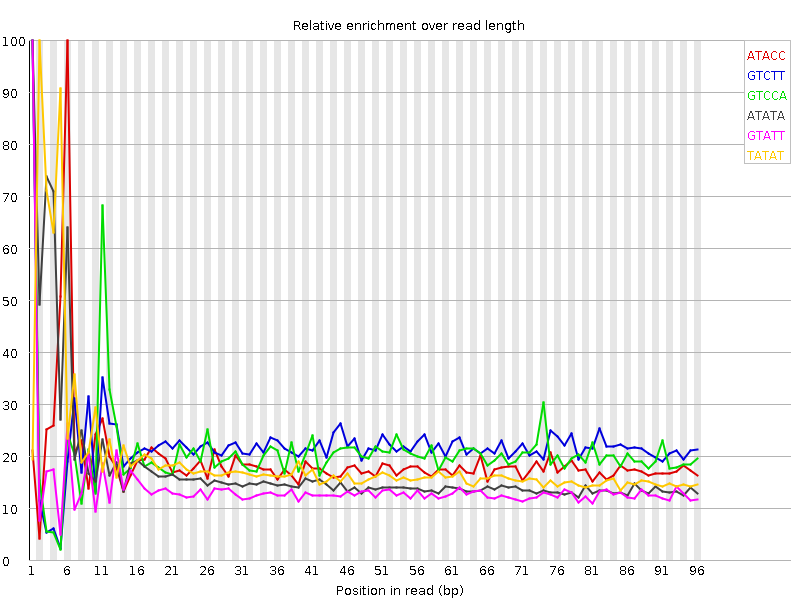 Relative enrichment over read length
100
90
80
70
60
50
40
30
20
10
0
ATACC
GTCTT
GTCCA
ATATA
GTATT
TATAT
1 6 11 16 21 26 31 36 41 46 51 56 61 66 71 76 81 86 91 96
Position in read (bp)